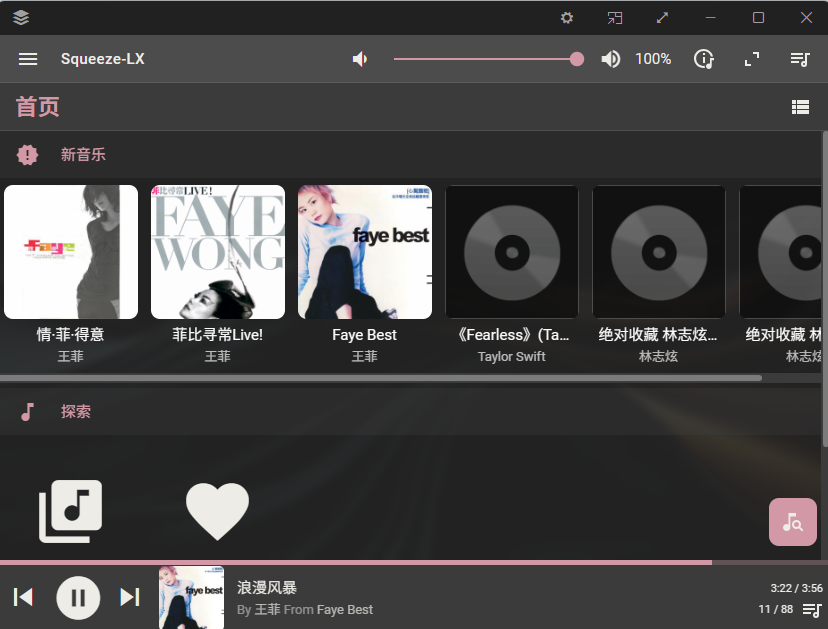 Squeeze-LX
100%
首页
新音乐
faye
菲比寻常LIVE!
FAYE
WONG
faye best
情·菲·得意
菲比寻常Live!
Faye Best
《Fearless》(Ta...
绝对收藏 林志炫...
绝对收藏 林
王菲
王菲
王菲
Taylor Swift
林志炫
林志炫
探索
faye best
浪漫风暴
By 王菲 From Faye Best
3:22 / 3:56
11 / 88